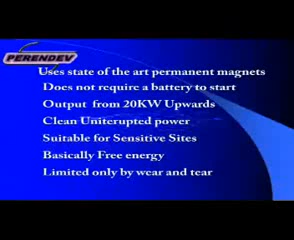 PERENDEV
Uses state of the art permanent magnets
Does not require a battery to start
Output from 20KW Upwards
Clean Uniterupted power
Suitable for Sensitive Sites
Basically Free energy
Limited only by wear and tear